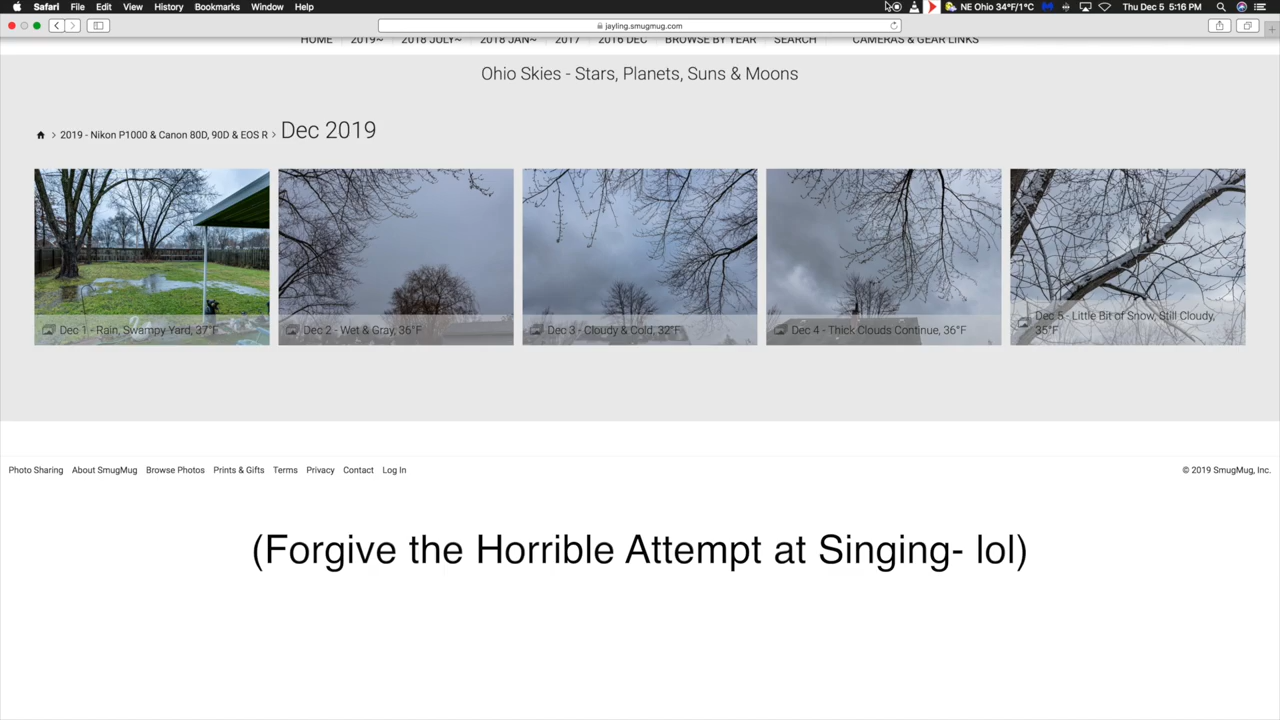 Safari File Edit View History Bookmarks Window Help NE Ohio 34°F/1°C Thu Dec 5 5:16 PM
jayling.smugmug.com
HOME 2019~ 2018 JULY~ 2018 JAN~ 2017 2016 DEC BROWSE BY YEAR SEARCH CAMERAS & GEAR LINKS
Ohio Skies - Stars, Planets, Suns & Moons
2019 - Nikon P1000 & Canon 80D, 90D & EOS R > Dec 2019
Dec 1 - Rain, Swampy Yard, 37°F
Dec 2 - Wet & Gray, 36°F
Dec 3 - Cloudy & Cold, 32°F
Dec 4 - Thick Clouds Continue, 36°F
Dec 5 - Little Bit of Snow, Still Cloudy,
35°F
Photo Sharing About SmugMug Browse Photos Prints & Gifts Terms Privacy Contact Log In © 2019 SmugMug, Inc.
(Forgive the Horrible Attempt at Singing- lol)